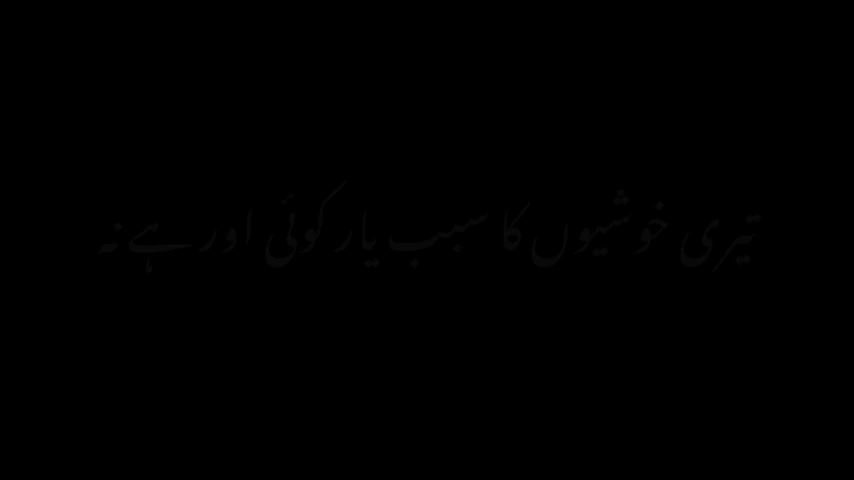 تیری خوشیوں کا سبب یار کوئی اور ہے نہ